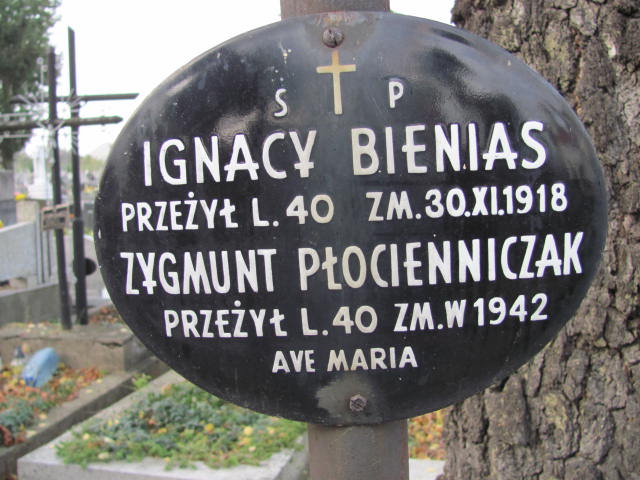 S P
IGNACY BIENIAS
PRZEŻYŁ L. 40 ZM. 30.XI.1918
ZYGMUNT PŁOCIENNICZAK
PRZEŻYŁ L. 40 ZM. W 1942
AVE MARIA